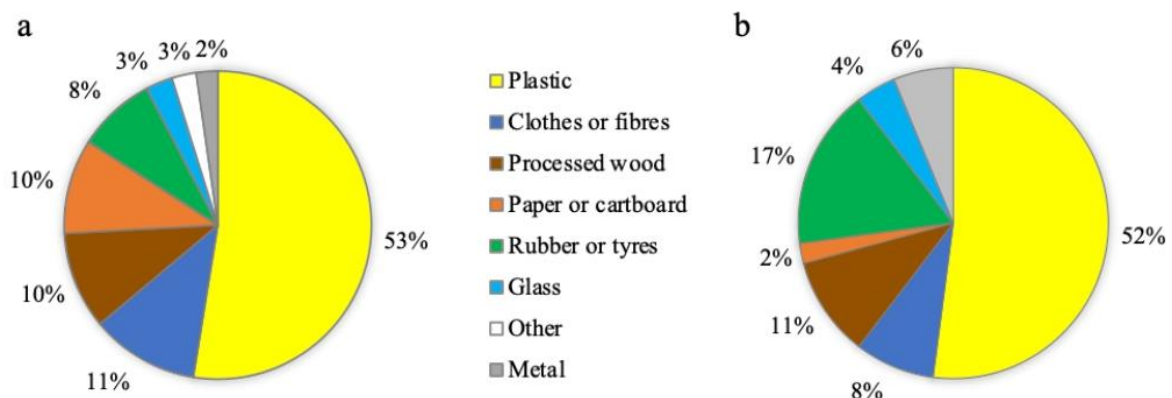 a
3%
3%
2%
8%
10%
10%
11%
53%
Plastic
Clothes or fibres
Processed wood
Paper or cartboard
Rubber or tyres
Glass
Other
Metal
b
6%
4%
17%
2%
11%
8%
52%